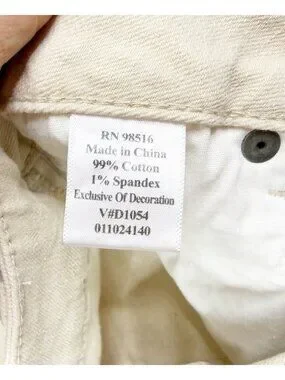 RN 98516
Made in China
99% Cotton
1% Spandex
Exclusive Of Decoration
V#D1054
011024140